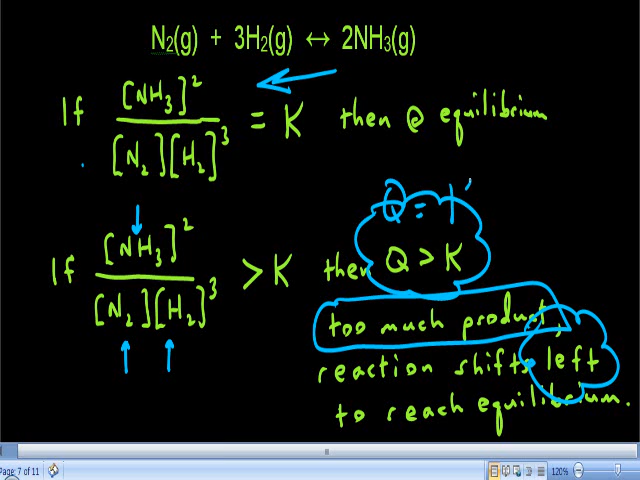 N2(g) + 3H2(g) ↔ 2NH3(g)
If [NH3]² / [N2][H2]³ = K then @ equilibrium
Q =
If [NH3]² / [N2][H2]³ > K then Q > K
too much product,
reaction shifts left
to reach equilibrium.
Page: 7 of 11
120%